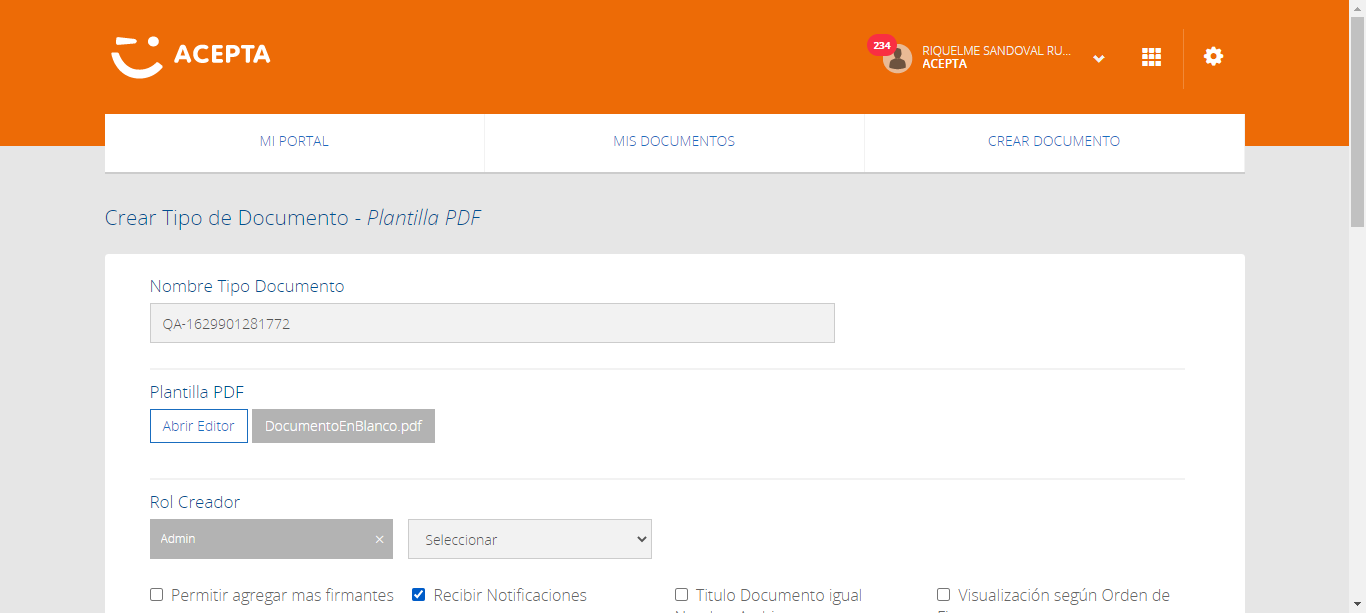 ACEPTA
234
RIQUELME SANDOVAL RU...
ACEPTA
MI PORTAL
MIS DOCUMENTOS
CREAR DOCUMENTO
Crear Tipo de Documento - Plantilla PDF
Nombre Tipo Documento
QA-1629901281772
Plantilla PDF
Abrir Editor
DocumentoEnBlanco.pdf
Rol Creador
Admin ×
Seleccionar
Permitir agregar mas firmantes
Recibir Notificaciones
Titulo Documento igual
Visualización según Orden de